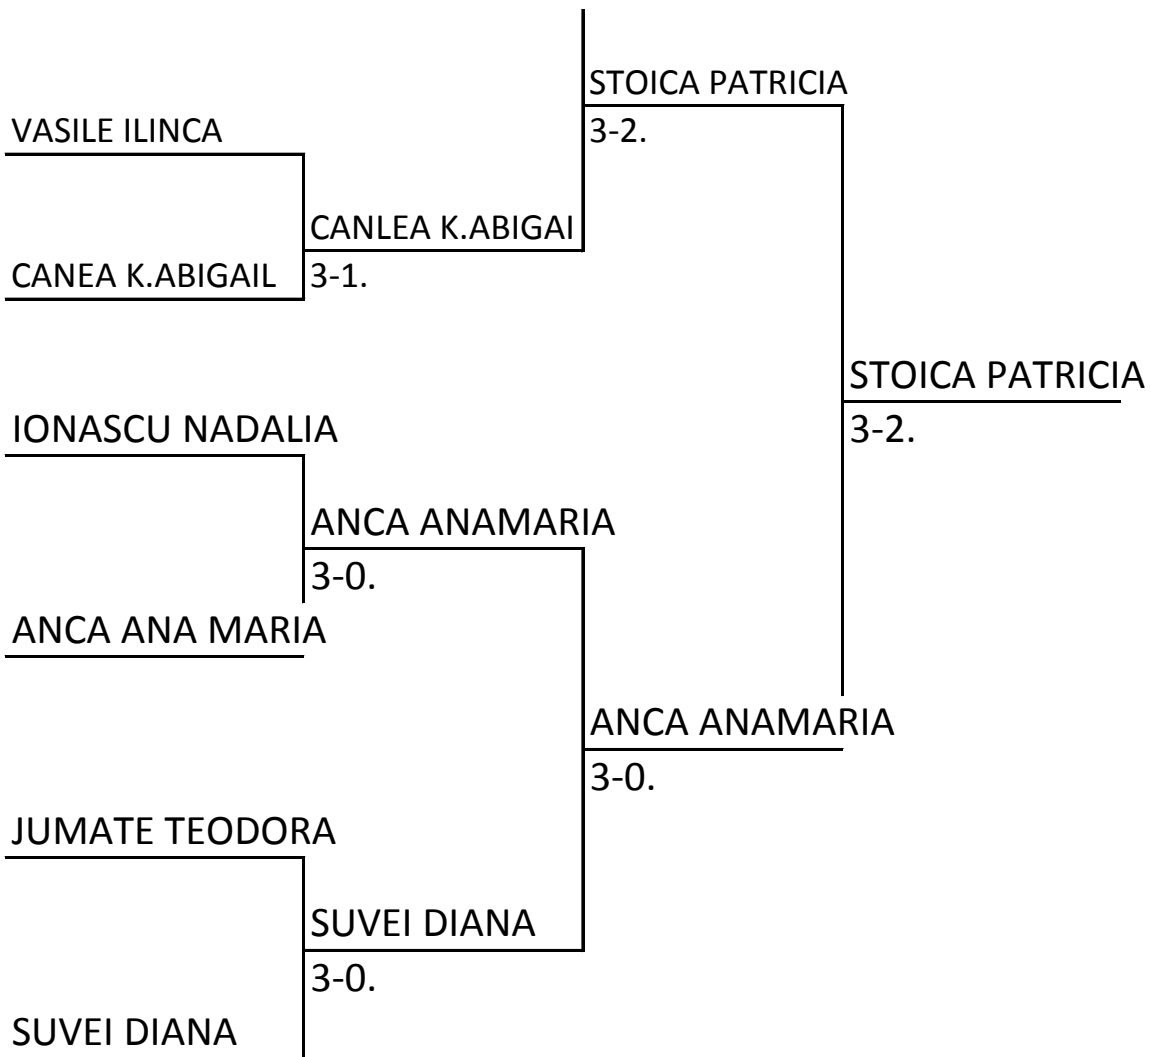 STOICA PATRICIA
VASILE ILINCA
3-2.
CANLEA K.ABIGAI
CANEA K.ABIGAIL
3-1.
STOICA PATRICIA
IONASCU NADALIA
3-2.
ANCA ANAMARIA
3-0.
ANCA ANA MARIA
ANCA ANAMARIA
3-0.
JUMATE TEODORA
SUVEI DIANA
3-0.
SUVEI DIANA